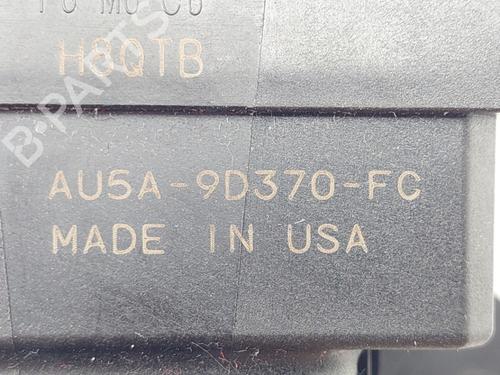 H8QTB
AU5A-9D370-FC
MADE IN USA
B-PARTS